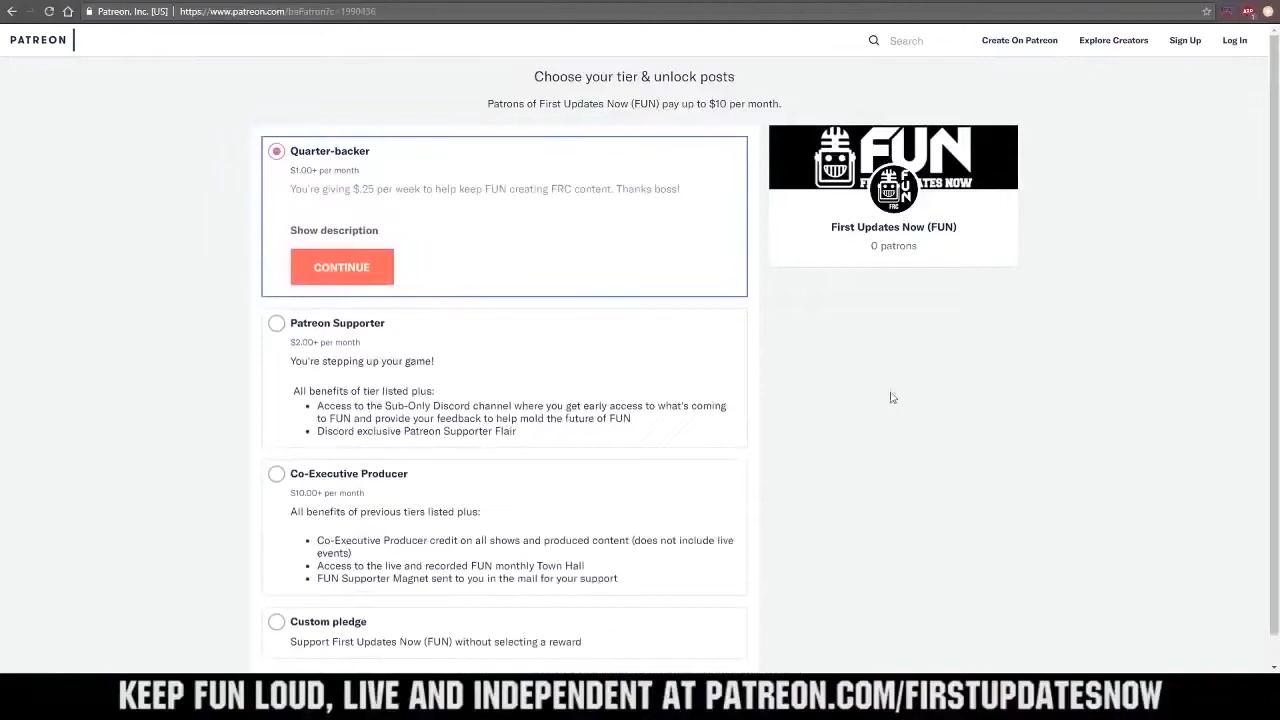 Patreon, Inc. [US] | https://www.patreon.com/bePatron?c=1990436
PATREON
Search
Create On Patreon
Explore Creators
Sign Up
Log In
Choose your tier & unlock posts
Patrons of First Updates Now (FUN) pay up to $10 per month.
Quarter-backer
$1.00+ per month
You're giving $.25 per week to help keep FUN creating FRC content. Thanks boss!
Show description
CONTINUE
Patreon Supporter
$2.00+ per month
You're stepping up your game!
All benefits of tier listed plus:
• Access to the Sub-Only Discord channel where you get early access to what's coming
to FUN and provide your feedback to help mold the future of FUN
• Discord exclusive Patreon Supporter Flair
Co-Executive Producer
$10.00+ per month
All benefits of previous tiers listed plus:
• Co-Executive Producer credit on all shows and produced content (does not include live
events)
• Access to the live and recorded FUN monthly Town Hall
• FUN Supporter Magnet sent to you in the mail for your support
Custom pledge
Support First Updates Now (FUN) without selecting a reward
FUN
FUN
FRC
First Updates Now (FUN)
0 patrons
KEEP FUN LOUD, LIVE AND INDEPENDENT AT PATREON.COM/FIRSTUPDATESNOW